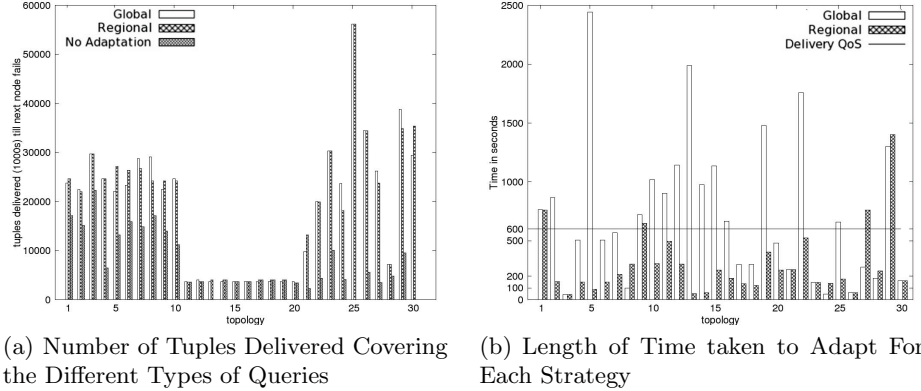 Global
Regional
No Adaptation
60000
50000
40000
30000
20000
10000
0
tuples delivered (1000s) till next node fails
1 5 10 15 20 25 30
topology
(a) Number of Tuples Delivered Covering
the Different Types of Queries
Global
Regional
Delivery QoS
2500
2000
1500
1000
600
500
200
100
0
Time in seconds
1 5 10 15 20 25 30
topology
(b) Length of Time taken to Adapt For
Each Strategy